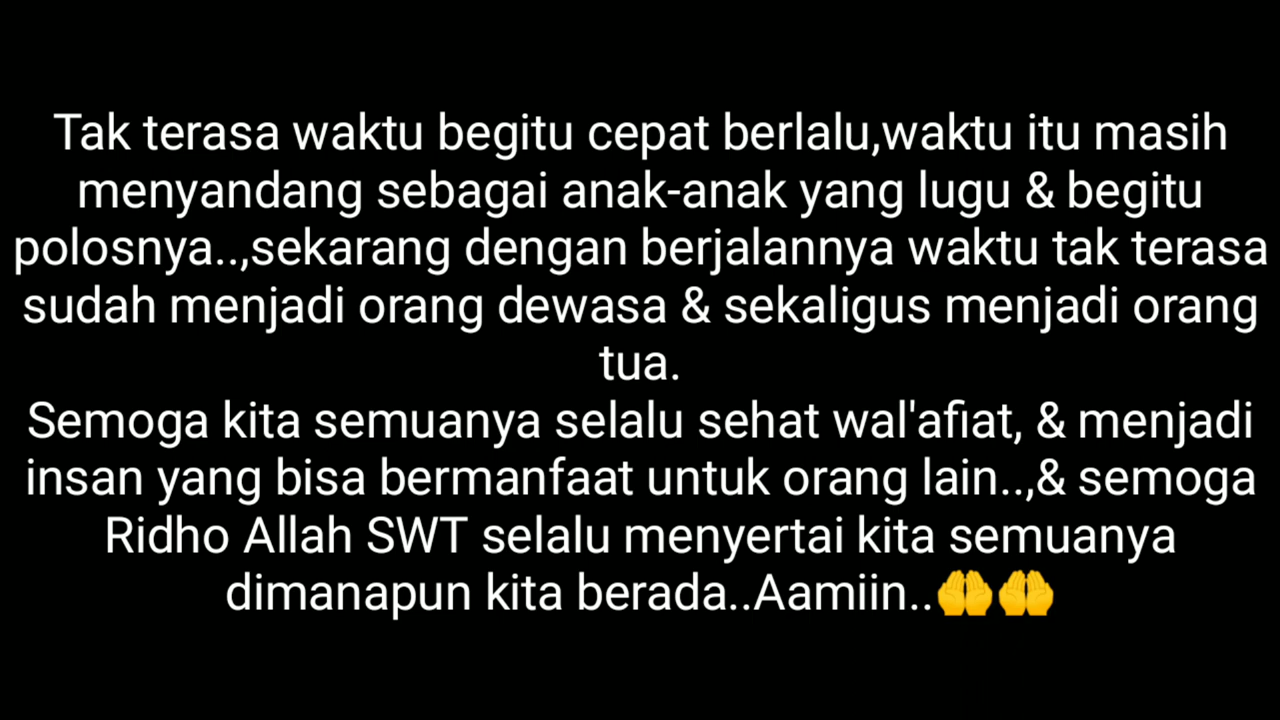 Tak terasa waktu begitu cepat berlalu,waktu itu masih
menyandang sebagai anak-anak yang lugu & begitu
polosnya..,sekarang dengan berjalannya waktu tak terasa
sudah menjadi orang dewasa & sekaligus menjadi orang
tua.
Semoga kita semuanya selalu sehat wal'afiat, & menjadi
insan yang bisa bermanfaat untuk orang lain..,& semoga
Ridho Allah SWT selalu menyertai kita semuanya
dimanapun kita berada..Aamiin..🤲🤲